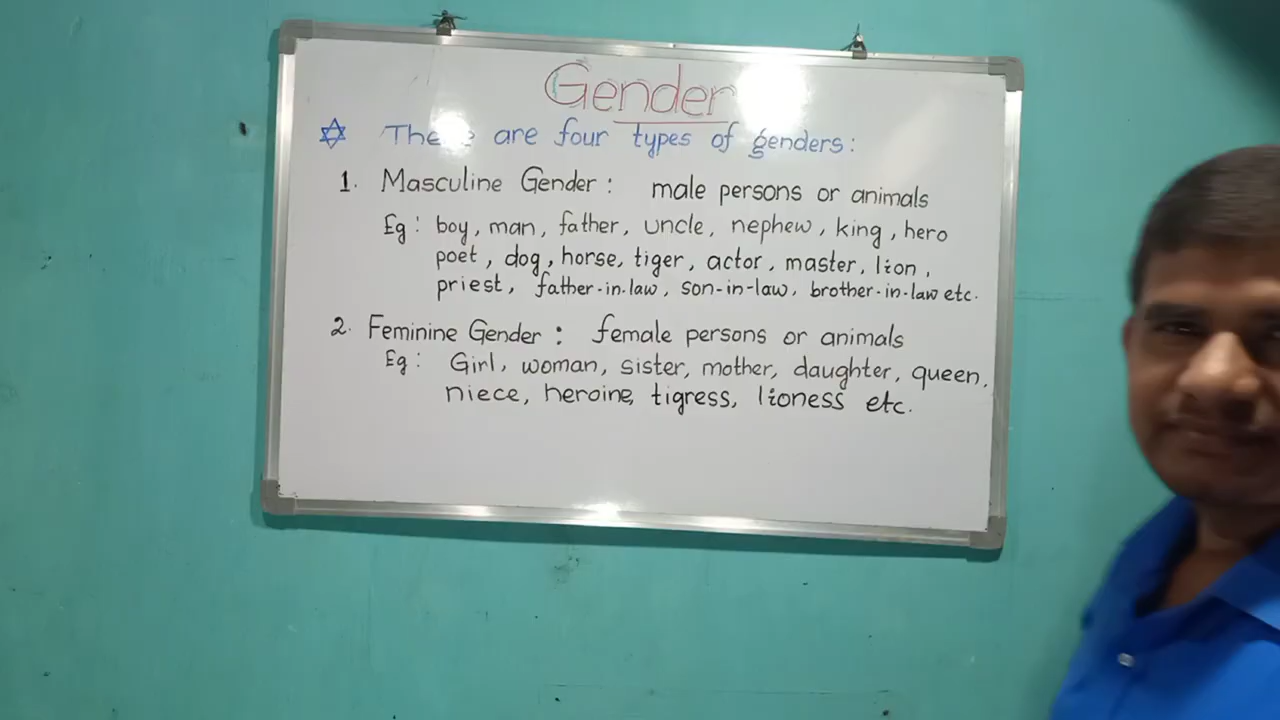 Gender
There are four types of genders:
1. Masculine Gender: male persons or animals
Eg: boy, man, father, uncle, nephew, king, hero
poet, dog, horse, tiger, actor, master, lion,
priest, father-in-law, son-in-law, brother-in-law etc.
2. Feminine Gender: female persons or animals
Eg: Girl, woman, sister, mother, daughter, queen,
niece, heroine, tigress, lioness etc.